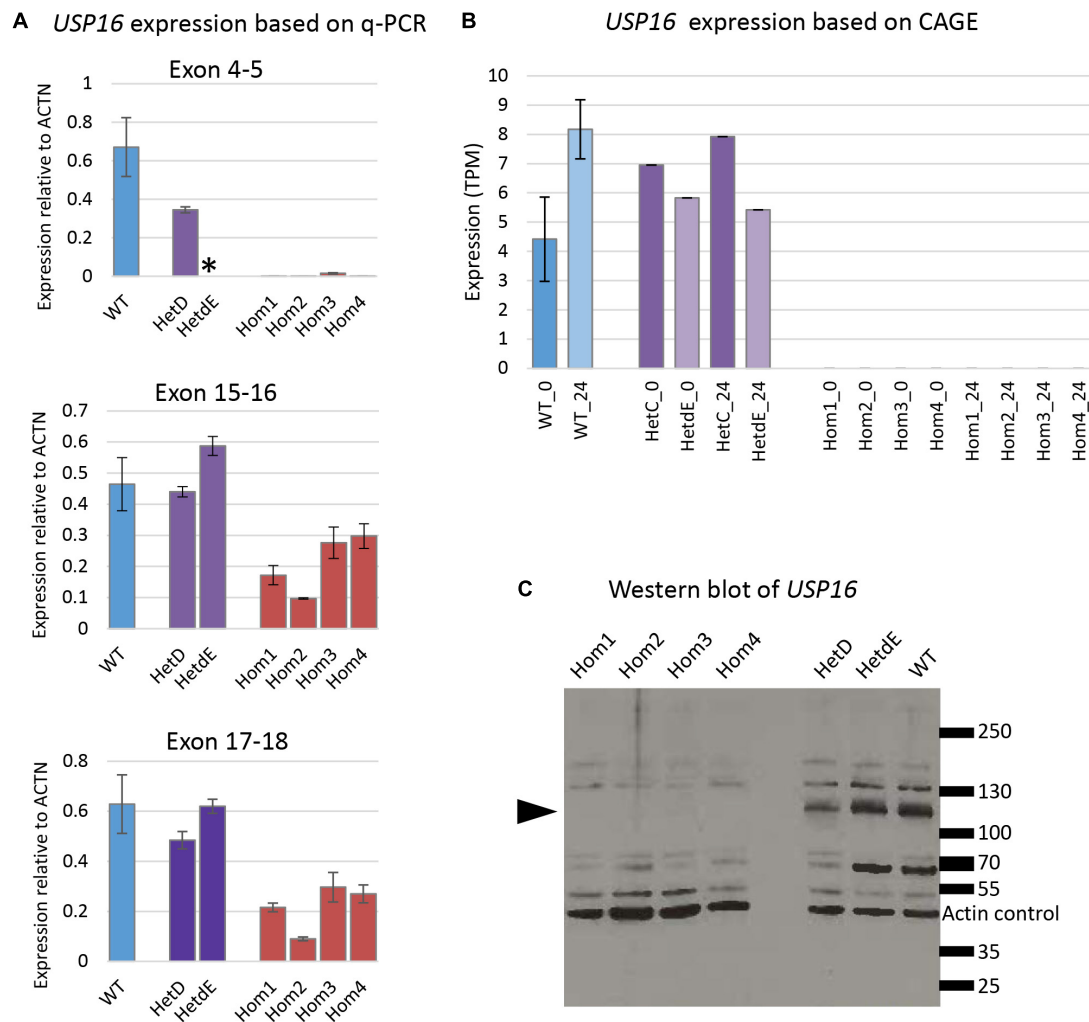 A USP16 expression based on q-PCR
Exon 4-5
Expression relative to ACTN
1
0.8
0.6
0.4
0.2
0
*
WT
HetD
HetdE
Hom1
Hom2
Hom3
Hom4
Exon 15-16
Expression relative to ACTN
0.7
0.6
0.5
0.4
0.3
0.2
0.1
0
WT
HetD
HetdE
Hom1
Hom2
Hom3
Hom4
Exon 17-18
Expression relative to ACTN
0.8
0.6
0.4
0.2
0
WT
HetD
HetdE
Hom1
Hom2
Hom3
Hom4
B USP16 expression based on CAGE
Expression (TPM)
10
9
8
7
6
5
4
3
2
1
0
WT_0
WT_24
HetC_0
HetdE_0
HetC_24
HetdE_24
Hom1_0
Hom2_0
Hom3_0
Hom4_0
Hom1_24
Hom2_24
Hom3_24
Hom4_24
C Western blot of USP16
Hom1
Hom2
Hom3
Hom4
HetD
HetdE
WT
250
130
100
70
55
Actin control
35
25